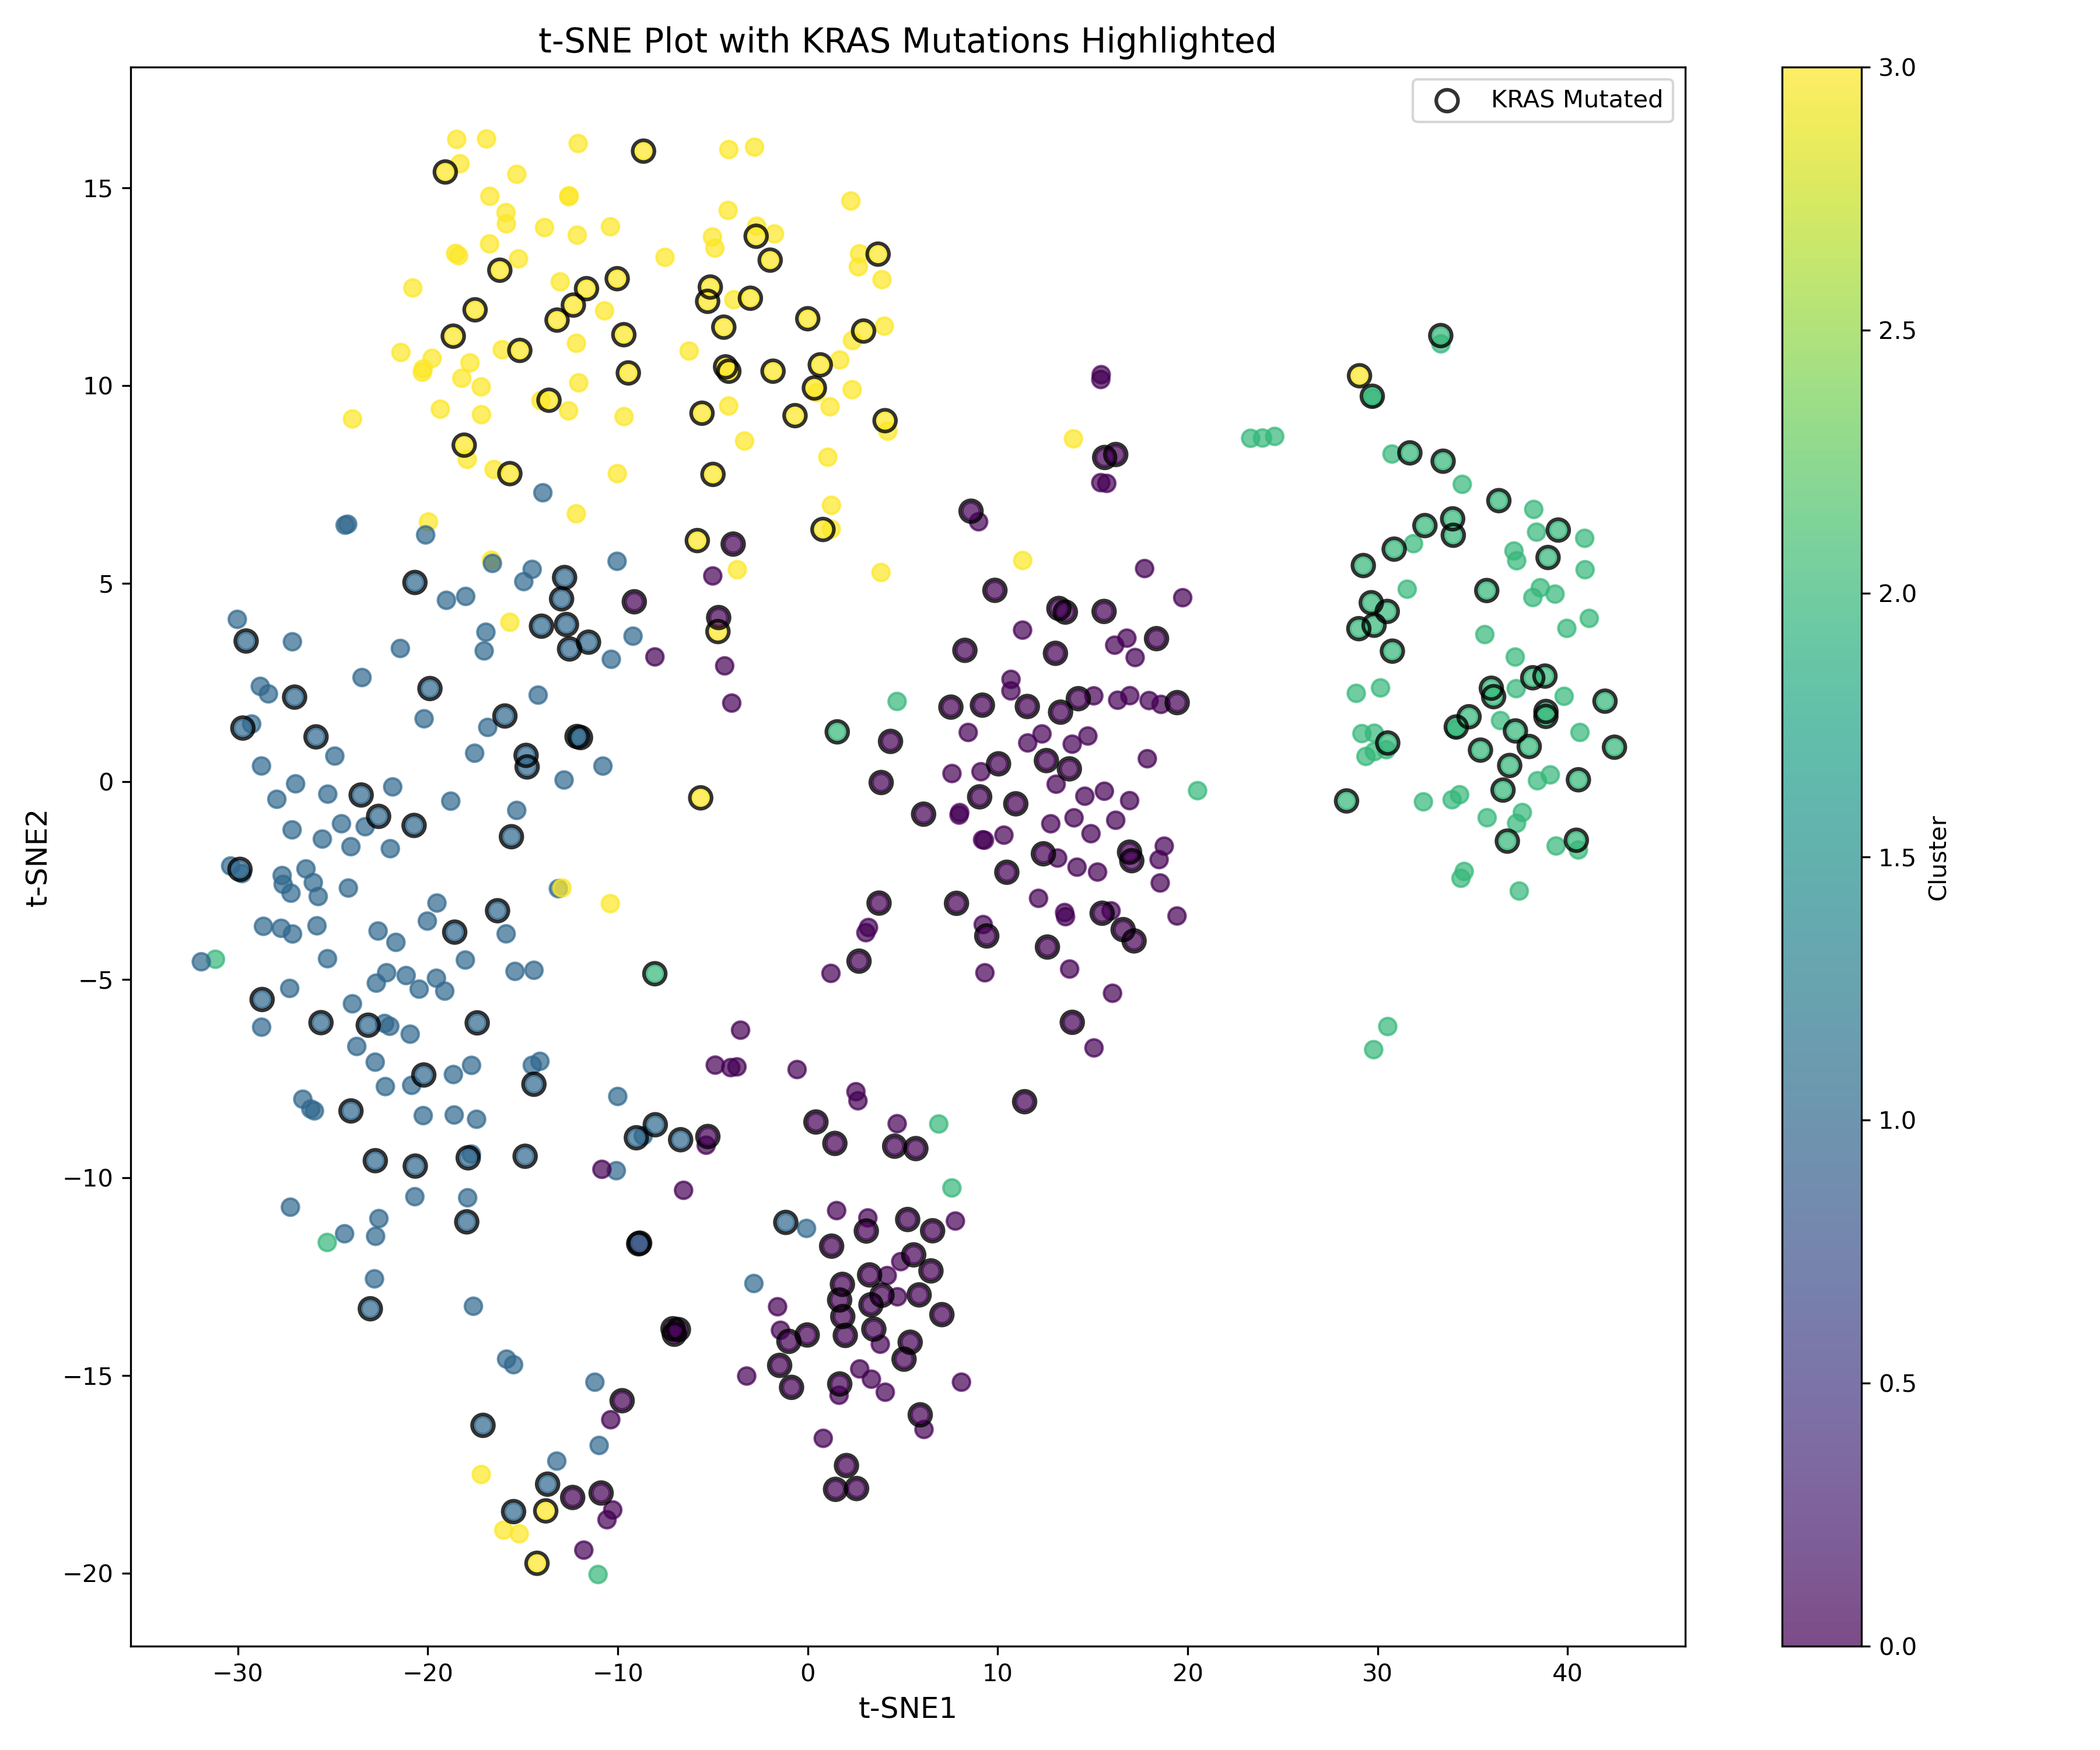 t-SNE Plot with KRAS Mutations Highlighted
KRAS Mutated
15
10
5
0
−5
−10
−15
−20
t-SNE2
−30 −20 −10 0 10 20 30 40
t-SNE1
3.0
2.5
2.0
1.5
1.0
0.5
0.0
Cluster